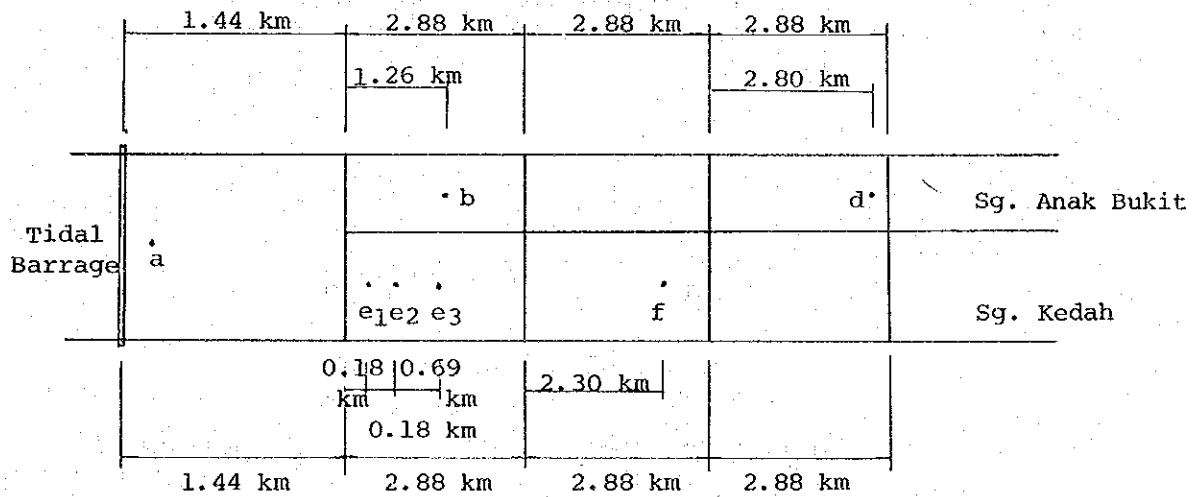 1.44 km 2.88 km 2.88 km 2.88 km
1.26 km 2.80 km
b d Sg. Anak Bukit
Tidal
Barrage a
e1 e2 e3 f Sg. Kedah
0.18 0.69 2.30 km
km km
0.18 km
1.44 km 2.88 km 2.88 km 2.88 km